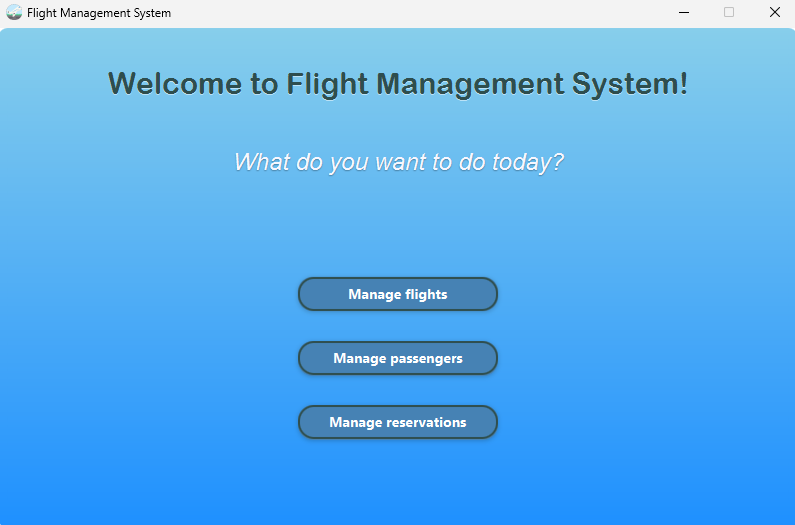 Flight Management System
Welcome to Flight Management System!
What do you want to do today?
Manage flights
Manage passengers
Manage reservations